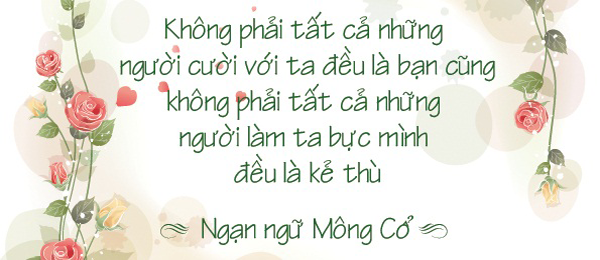 Không phải tất cả những
người cười với ta đều là bạn cũng
không phải tất cả những
người làm ta bực mình
đều là kẻ thù
Ngạn ngữ Mông Cổ